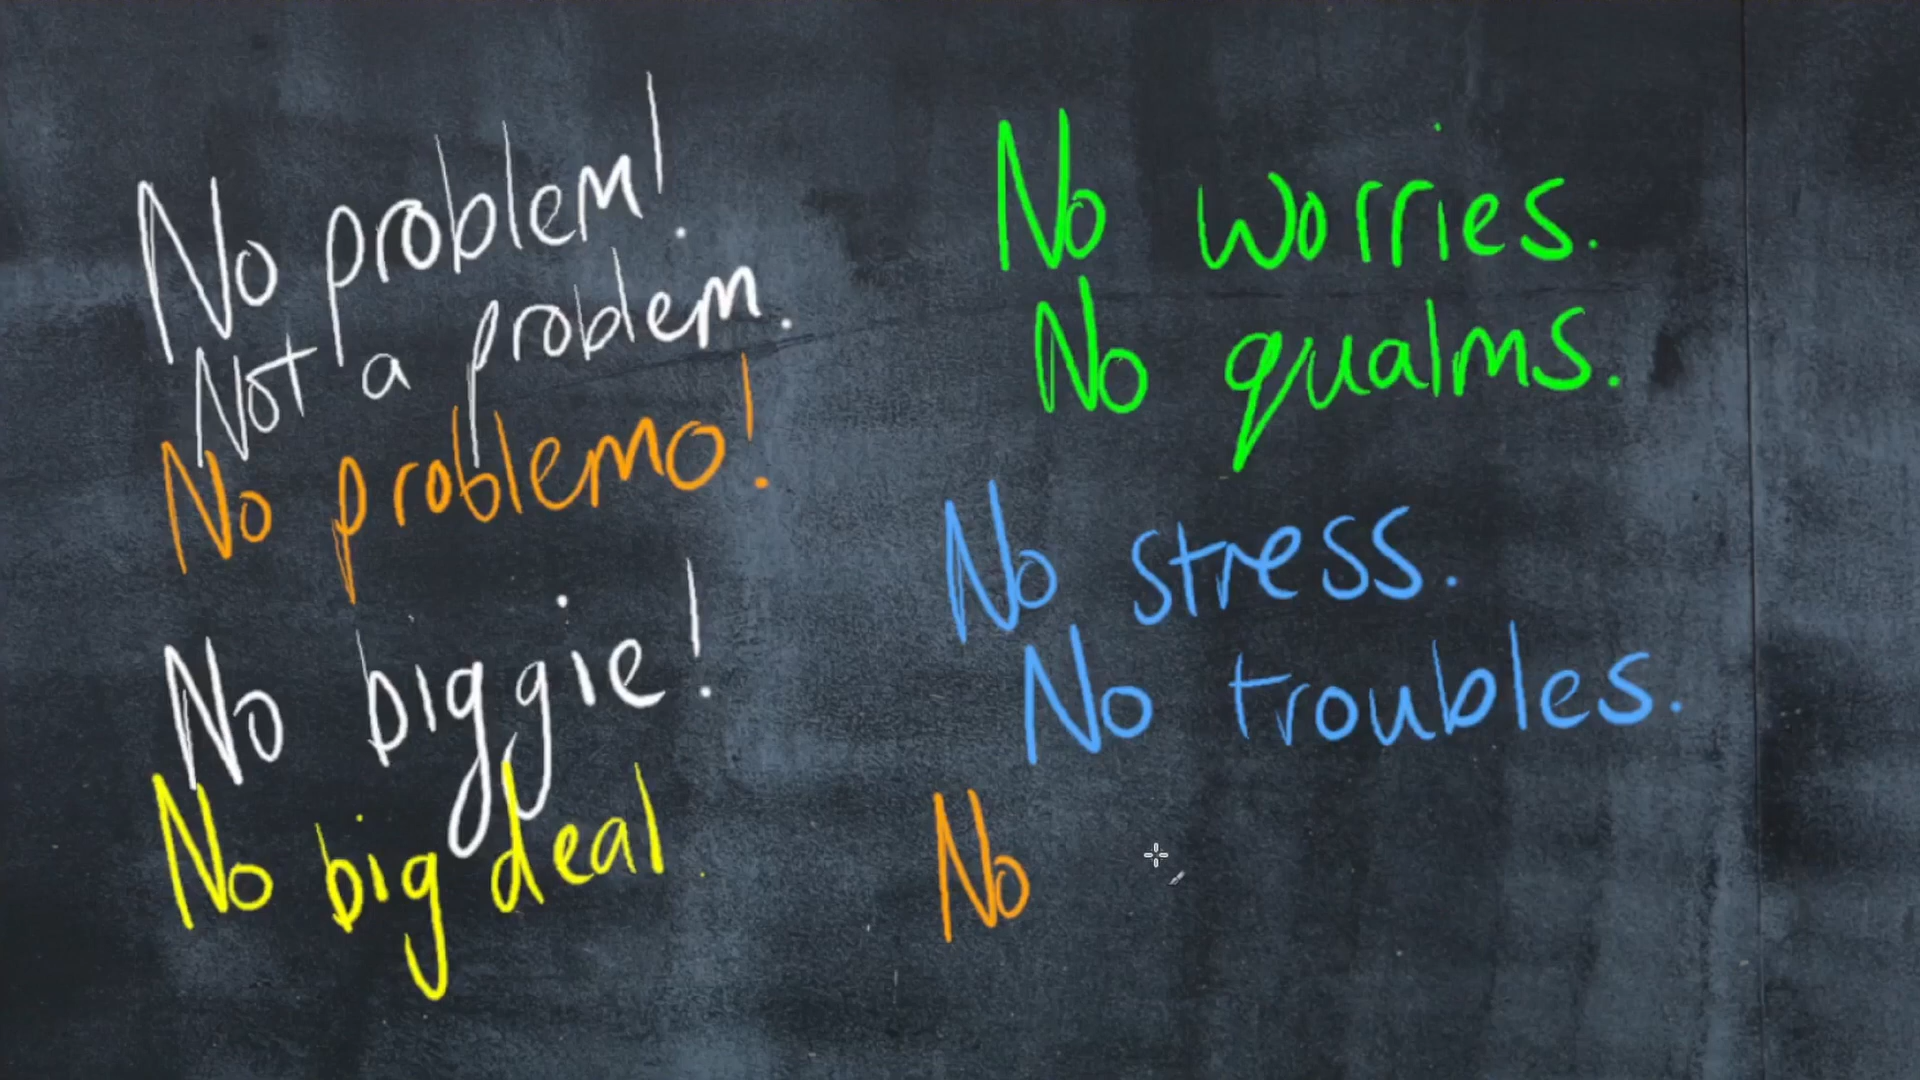 No problem!
Not a problem.
No problemo!
No biggie!
No big deal.
No worries.
No qualms.
No stress.
No troubles.
No